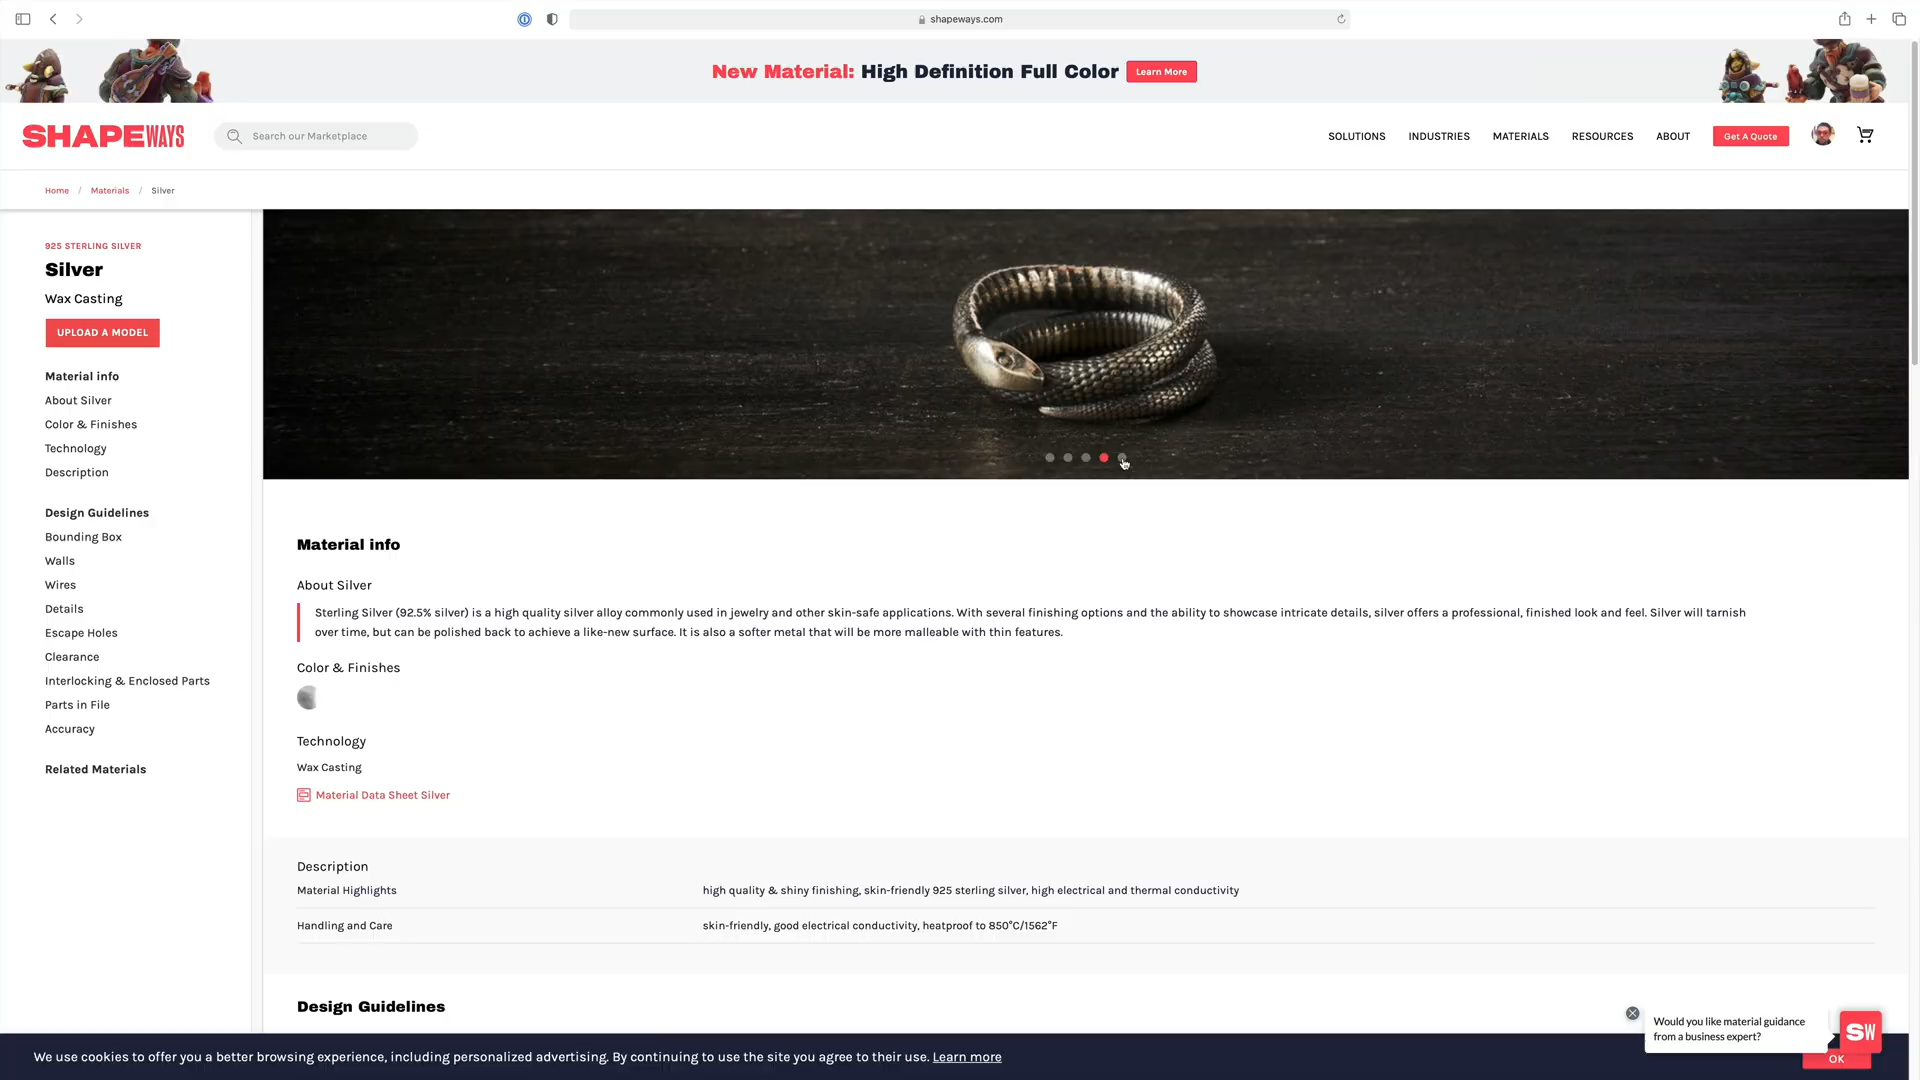 shapeways.com
New Material: High Definition Full Color
Learn More
SHAPEWAYS
Search our Marketplace
SOLUTIONS
INDUSTRIES
MATERIALS
RESOURCES
ABOUT
Get A Quote
Home / Materials / Silver
925 STERLING SILVER
Silver
Wax Casting
UPLOAD A MODEL
Material info
About Silver
Color & Finishes
Technology
Description
Design Guidelines
Bounding Box
Walls
Wires
Details
Escape Holes
Clearance
Interlocking & Enclosed Parts
Parts in File
Accuracy
Related Materials
Material info
About Silver
Sterling Silver (92.5% silver) is a high quality silver alloy commonly used in jewelry and other skin-safe applications. With several finishing options and the ability to showcase intricate details, silver offers a professional, finished look and feel. Silver will tarnish
over time, but can be polished back to achieve a like-new surface. It is also a softer metal that will be more malleable with thin features.
Color & Finishes
Technology
Wax Casting
Material Data Sheet Silver
Description
Material Highlights
high quality & shiny finishing, skin-friendly 925 sterling silver, high electrical and thermal conductivity
Handling and Care
skin-friendly, good electrical conductivity, heatproof to 850°C/1562°F
Design Guidelines
Would you like material guidance
from a business expert?
SW
We use cookies to offer you a better browsing experience, including personalized advertising. By continuing to use the site you agree to their use. Learn more
OK